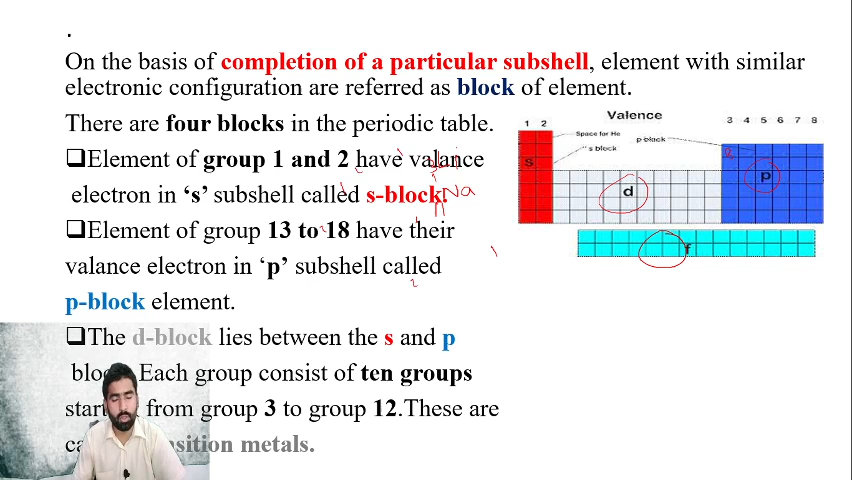 .
On the basis of completion of a particular subshell, element with similar
electronic configuration are referred as block of element.
There are four blocks in the periodic table.
❑Element of group 1 and 2 have valance
electron in ‘s’ subshell called s-block.
Na
❑Element of group 13 to 18 have their
valance electron in ‘p’ subshell called
p-block element.
❑The d-block lies between the s and p
Each group consist of ten groups
from group 3 to group 12.These are
metals.
Valence
1 2
3 4 5 6 7 8
Space for He
p block
s block
s
d
p
f